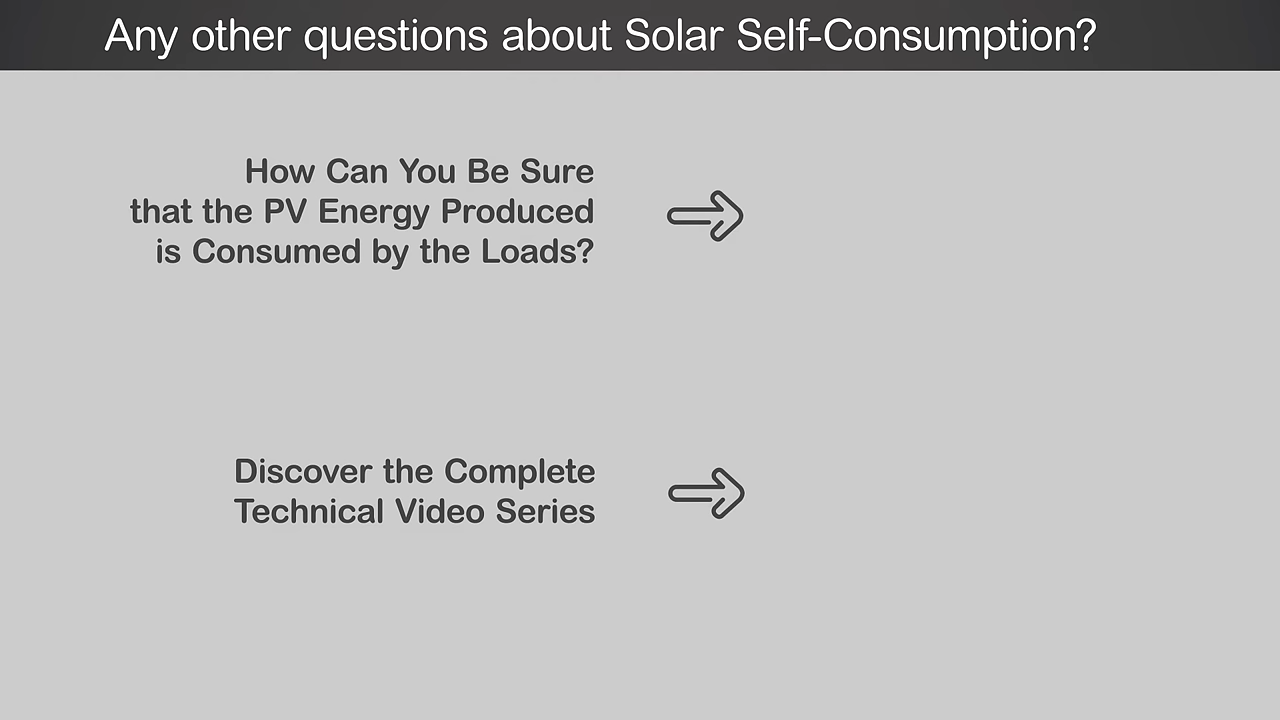 Any other questions about Solar Self-Consumption?
How Can You Be Sure
that the PV Energy Produced
is Consumed by the Loads?
Discover the Complete
Technical Video Series